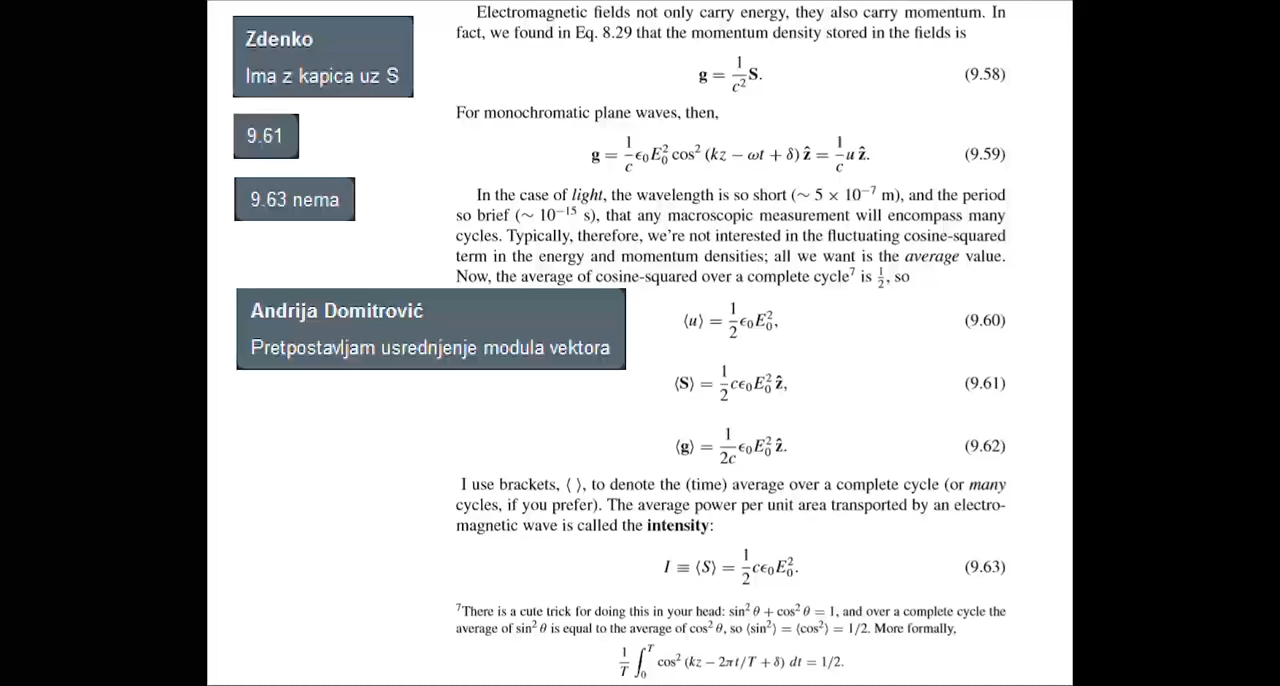 Zdenko
Ima z kapica uz S
9.61
9.63 nema
Andrija Domitrović
Pretpostavljam usrednjenje modula vektora
Electromagnetic fields not only carry energy, they also carry momentum. In
fact, we found in Eq. 8.29 that the momentum density stored in the fields is
g = 1/c² S. (9.58)
For monochromatic plane waves, then,
g = 1/c ϵ₀E₀² cos² (kz − ωt + δ) ẑ = 1/c u ẑ. (9.59)
In the case of light, the wavelength is so short (∼ 5 × 10⁻⁷ m), and the period
so brief (∼ 10⁻¹⁵ s), that any macroscopic measurement will encompass many
cycles. Typically, therefore, we're not interested in the fluctuating cosine-squared
term in the energy and momentum densities; all we want is the average value.
Now, the average of cosine-squared over a complete cycle⁷ is 1/2, so
⟨u⟩ = 1/2 ϵ₀E₀², (9.60)
⟨S⟩ = 1/2 cϵ₀E₀² ẑ, (9.61)
⟨g⟩ = 1/2c ϵ₀E₀² ẑ. (9.62)
I use brackets, ⟨ ⟩, to denote the (time) average over a complete cycle (or many
cycles, if you prefer). The average power per unit area transported by an electro-
magnetic wave is called the intensity:
I ≡ ⟨S⟩ = 1/2 cϵ₀E₀². (9.63)
⁷There is a cute trick for doing this in your head: sin² θ + cos² θ = 1, and over a complete cycle the
average of sin² θ is equal to the average of cos² θ, so ⟨sin²⟩ = ⟨cos²⟩ = 1/2. More formally,
1/T ∫₀ᵀ cos² (kz − 2πt/T + δ) dt = 1/2.